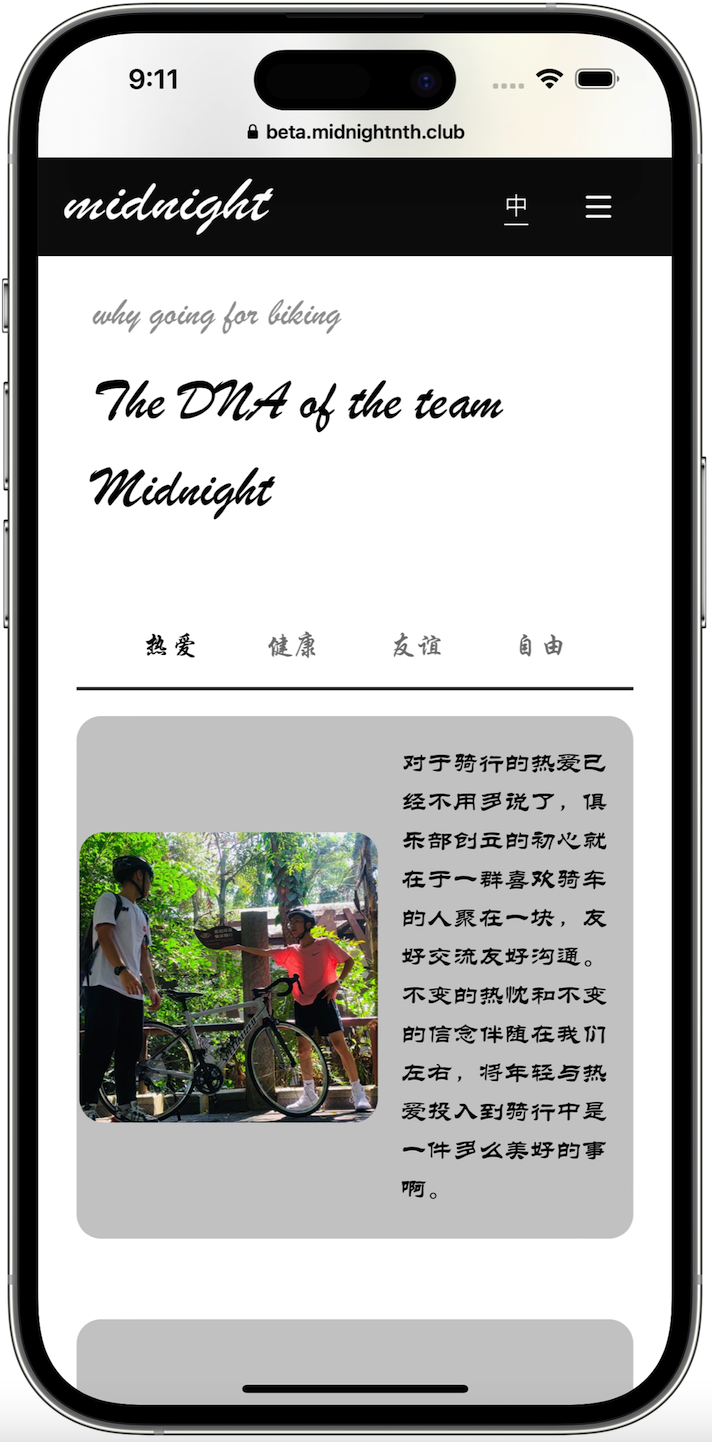 9:11
beta.midnightnth.club
midnight
中
why going for biking
The DNA of the team
Midnight
热爱 健康 友谊 自由
对于骑行的热爱已
经不用多说了，俱
乐部创立的初心就
在于一群喜欢骑车
的人聚在一块，友
好交流友好沟通。
不变的热忱和不变
的信念伴随在我们
左右，将年轻与热
爱投入到骑行中是
一件多么美好的事
啊。